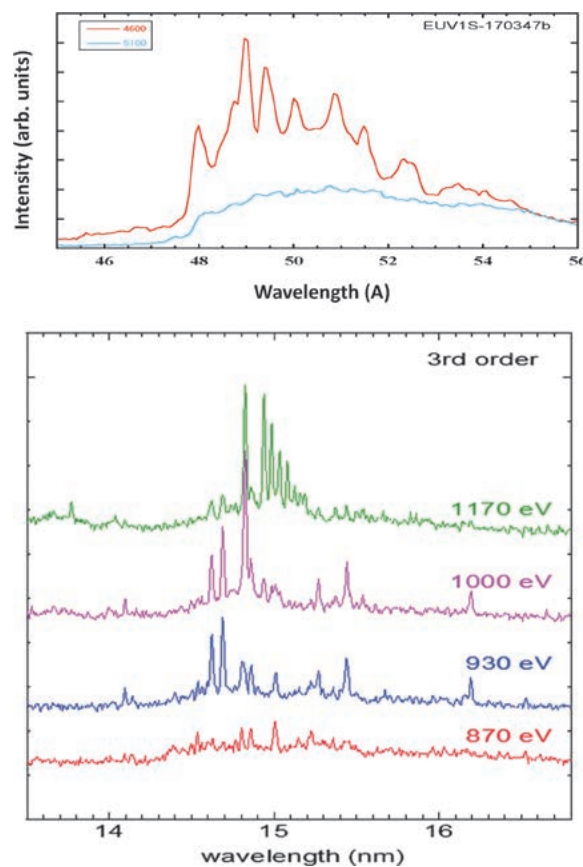 EUV1S-170347b
4600
5100
Intensity (arb. units)
46 48 50 52 54 56
Wavelength (A)
3rd order
1170 eV
1000 eV
930 eV
870 eV
14 15 16
wavelength (nm)